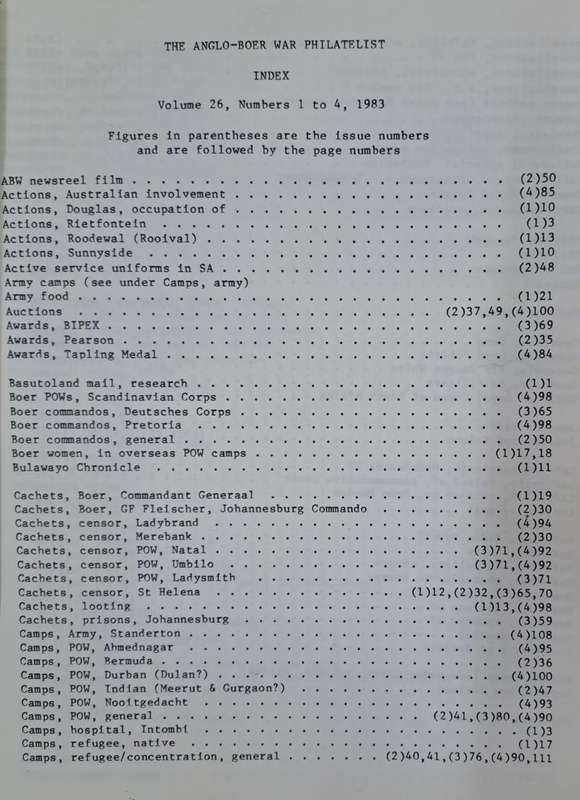 THE ANGLO-BOER WAR PHILATELIST
INDEX
Volume 26, Numbers 1 to 4, 1983
Figures in parentheses are the issue numbers
and are followed by the page numbers
ABW newsreel film . . . . . . . . . . (2)50
Actions, Australian involvement . . . . . . . . . . (4)85
Actions, Douglas, occupation of . . . . . . . . . . (1)10
Actions, Rietfontein . . . . . . . . . . (1)3
Actions, Roodewal (Rooival) . . . . . . . . . . (1)13
Actions, Sunnyside . . . . . . . . . . (1)10
Active service uniforms in SA . . . . . . . . . . (2)48
Army camps (see under Camps, army)
Army food . . . . . . . . . . (1)21
Auctions . . . . . . . . . . (2)37,49,(4)100
Awards, BIPEX . . . . . . . . . . (3)69
Awards, Pearson . . . . . . . . . . (2)35
Awards, Tapling Medal . . . . . . . . . . (4)84
Basutoland mail, research . . . . . . . . . . (1)1
Boer POWs, Scandinavian Corps . . . . . . . . . . (4)98
Boer commandos, Deutsches Corps . . . . . . . . . . (3)65
Boer commandos, Pretoria . . . . . . . . . . (4)98
Boer commandos, general . . . . . . . . . . (2)50
Boer women, in overseas POW camps . . . . . . . . . . (1)17,18
Bulawayo Chronicle . . . . . . . . . . (1)11
Cachets, Boer, Commandant Generaal . . . . . . . . . . (1)19
Cachets, Boer, GF Fleischer, Johannesburg Commando . . . . . . . . . . (2)30
Cachets, censor, Ladybrand . . . . . . . . . . (4)94
Cachets, censor, Merebank . . . . . . . . . . (2)30
Cachets, censor, POW, Natal . . . . . . . . . . (3)71,(4)92
Cachets, censor, POW, Umbilo . . . . . . . . . . (3)71,(4)92
Cachets, censor, POW, Ladysmith . . . . . . . . . . (3)71
Cachets, censor, St Helena . . . . . . . . . . (1)12,(2)32,(3)65,70
Cachets, looting . . . . . . . . . . (1)13,(4)98
Cachets, prisons, Johannesburg . . . . . . . . . . (3)59
Camps, Army, Standerton . . . . . . . . . . (4)108
Camps, POW, Ahmednagar . . . . . . . . . . (4)95
Camps, POW, Bermuda . . . . . . . . . . (2)36
Camps, POW, Durban (Dulan?) . . . . . . . . . . (4)100
Camps, POW, Indian (Meerut & Gurgaon?) . . . . . . . . . . (2)47
Camps, POW, Nooitgedacht . . . . . . . . . . (4)93
Camps, POW, general . . . . . . . . . . (2)41,(3)80,(4)90
Camps, hospital, Intombi . . . . . . . . . . (1)3
Camps, refugee, native . . . . . . . . . . (1)17
Camps, refugee/concentration, general . . . . . . . (2)40,41,(3)76,(4)90,111